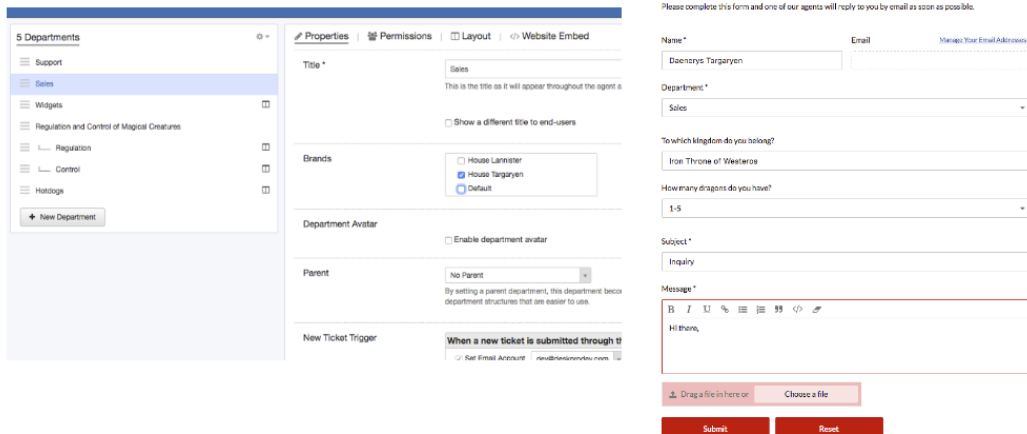 5 Departments
Support
Sales
Widgets
Regulation and Control of Magical Creatures
Regulation
Control
Hotdogs
+ New Department
Properties
Permissions
Layout
</> Website Embed
Title *
Sales
This is the title as it will appear throughout the agent a
Show a different title to end-users
Brands
House Lannister
House Targaryen
Default
Department Avatar
Enable department avatar
Parent
No Parent
By setting a parent department, this department becom
department structures that are easier to use.
New Ticket Trigger
When a new ticket is submitted through th
Set Email Account
Please complete this form and one of our agents will reply to you by email as soon as possible.
Name *
Email
Manage Your Email Addresses
Daenerys Targaryen
Department *
Sales
To which kingdom do you belong?
Iron Throne of Westeros
How many dragons do you have?
1-5
Subject *
Inquiry
Message *
B I U
Hi there,
Drag a file in here or
Choose a file
Submit
Reset